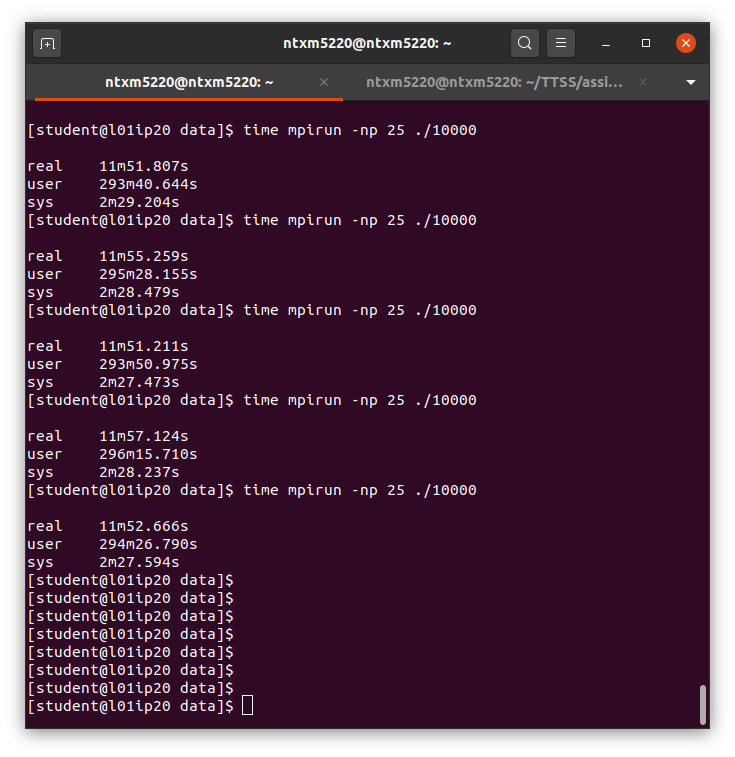 ntxm5220@ntxm5220: ~
ntxm5220@ntxm5220: ~
ntxm5220@ntxm5220: ~/TTSS/assi...
[student@l01ip20 data]$ time mpirun -np 25 ./10000
real 11m51.807s
user 293m40.644s
sys 2m29.204s
[student@l01ip20 data]$ time mpirun -np 25 ./10000
real 11m55.259s
user 295m28.155s
sys 2m28.479s
[student@l01ip20 data]$ time mpirun -np 25 ./10000
real 11m51.211s
user 293m50.975s
sys 2m27.473s
[student@l01ip20 data]$ time mpirun -np 25 ./10000
real 11m57.124s
user 296m15.710s
sys 2m28.237s
[student@l01ip20 data]$ time mpirun -np 25 ./10000
real 11m52.666s
user 294m26.790s
sys 2m27.594s
[student@l01ip20 data]$
[student@l01ip20 data]$
[student@l01ip20 data]$
[student@l01ip20 data]$
[student@l01ip20 data]$
[student@l01ip20 data]$
[student@l01ip20 data]$
[student@l01ip20 data]$